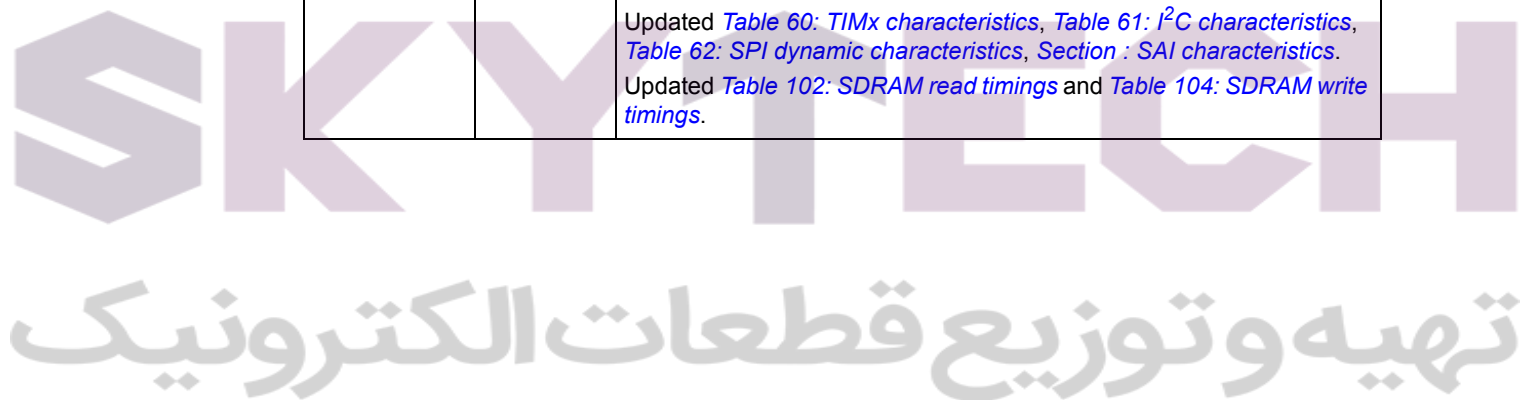 Updated Table 60: TIMx characteristics, Table 61: I²C characteristics,
Table 62: SPI dynamic characteristics, Section : SAI characteristics.
Updated Table 102: SDRAM read timings and Table 104: SDRAM write
timings.
SKYTECH
تهیه و توزیع قطعات الکترونیک